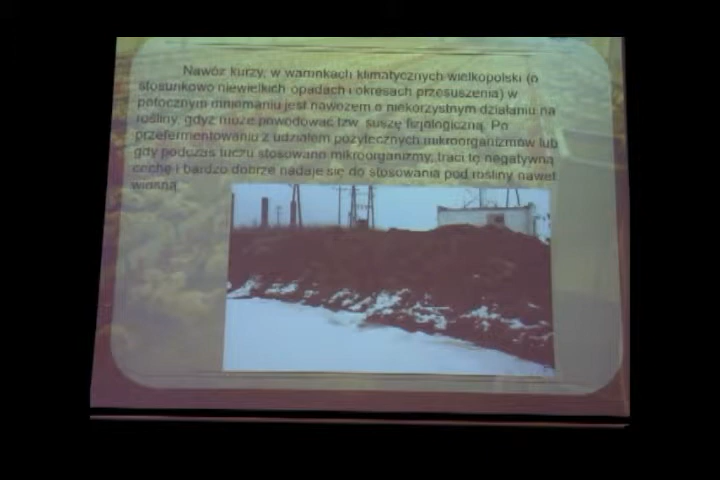 Nawóz kurzy, w warunkach klimatycznych wielkopolski (o
stosunkowo niewielkich opadach i okresach przesuszenia) w
potocznym mniemaniu jest nawozem o niekorzystnym działaniu na
rośliny, gdyż może powodować tzw. suszę fizjologiczną. Po
przefermentowaniu z udziałem pożytecznych mikroorganizmów lub
gdy podczas tuczu stosowano mikroorganizmy, traci tę negatywną
cechę i bardzo dobrze nadaje się do stosowania pod rośliny nawet
wiosną.